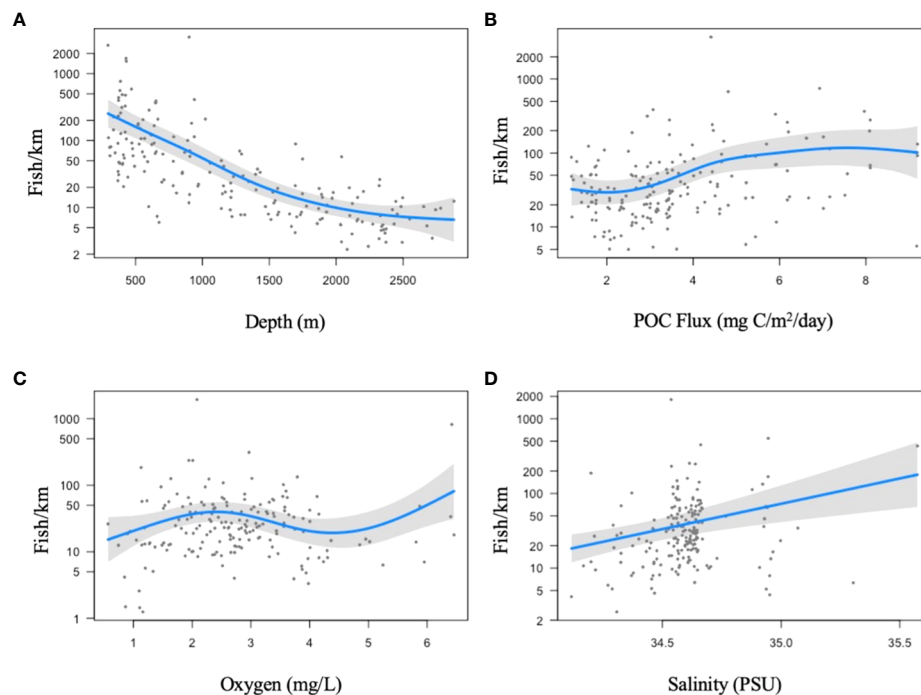 A
Fish/km
2000
1000
500
200
100
50
20
10
5
2
500 1000 1500 2000 2500
Depth (m)
B
Fish/km
2000
1000
500
200
100
50
20
10
5
2 4 6 8
POC Flux (mg C/m²/day)
C
Fish/km
1000
500
100
50
10
5
1
1 2 3 4 5 6
Oxygen (mg/L)
D
Fish/km
2000
1000
500
200
100
50
20
10
5
2
34.5 35.0 35.5
Salinity (PSU)